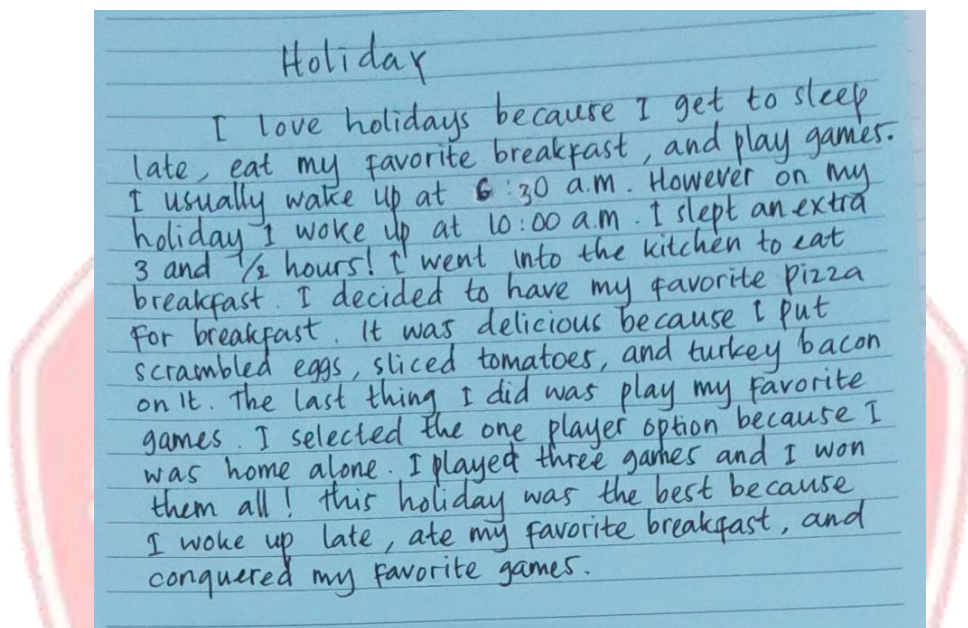 Holiday
I love holidays because I get to sleep
late, eat my favorite breakfast, and play games.
I usually wake up at 6:30 a.m. However on my
holiday I woke up at 10:00 a.m. I slept an extra
3 and 1/2 hours! I went into the kitchen to eat
breakfast. I decided to have my favorite pizza
for breakfast. It was delicious because I put
scrambled eggs, sliced tomatoes, and turkey bacon
on It. The last thing I did was play my favorite
games. I selected the one player option because I
was home alone. I played three games and I won
them all! this holiday was the best because
I woke up late, ate my favorite breakfast, and
conquered my favorite games.